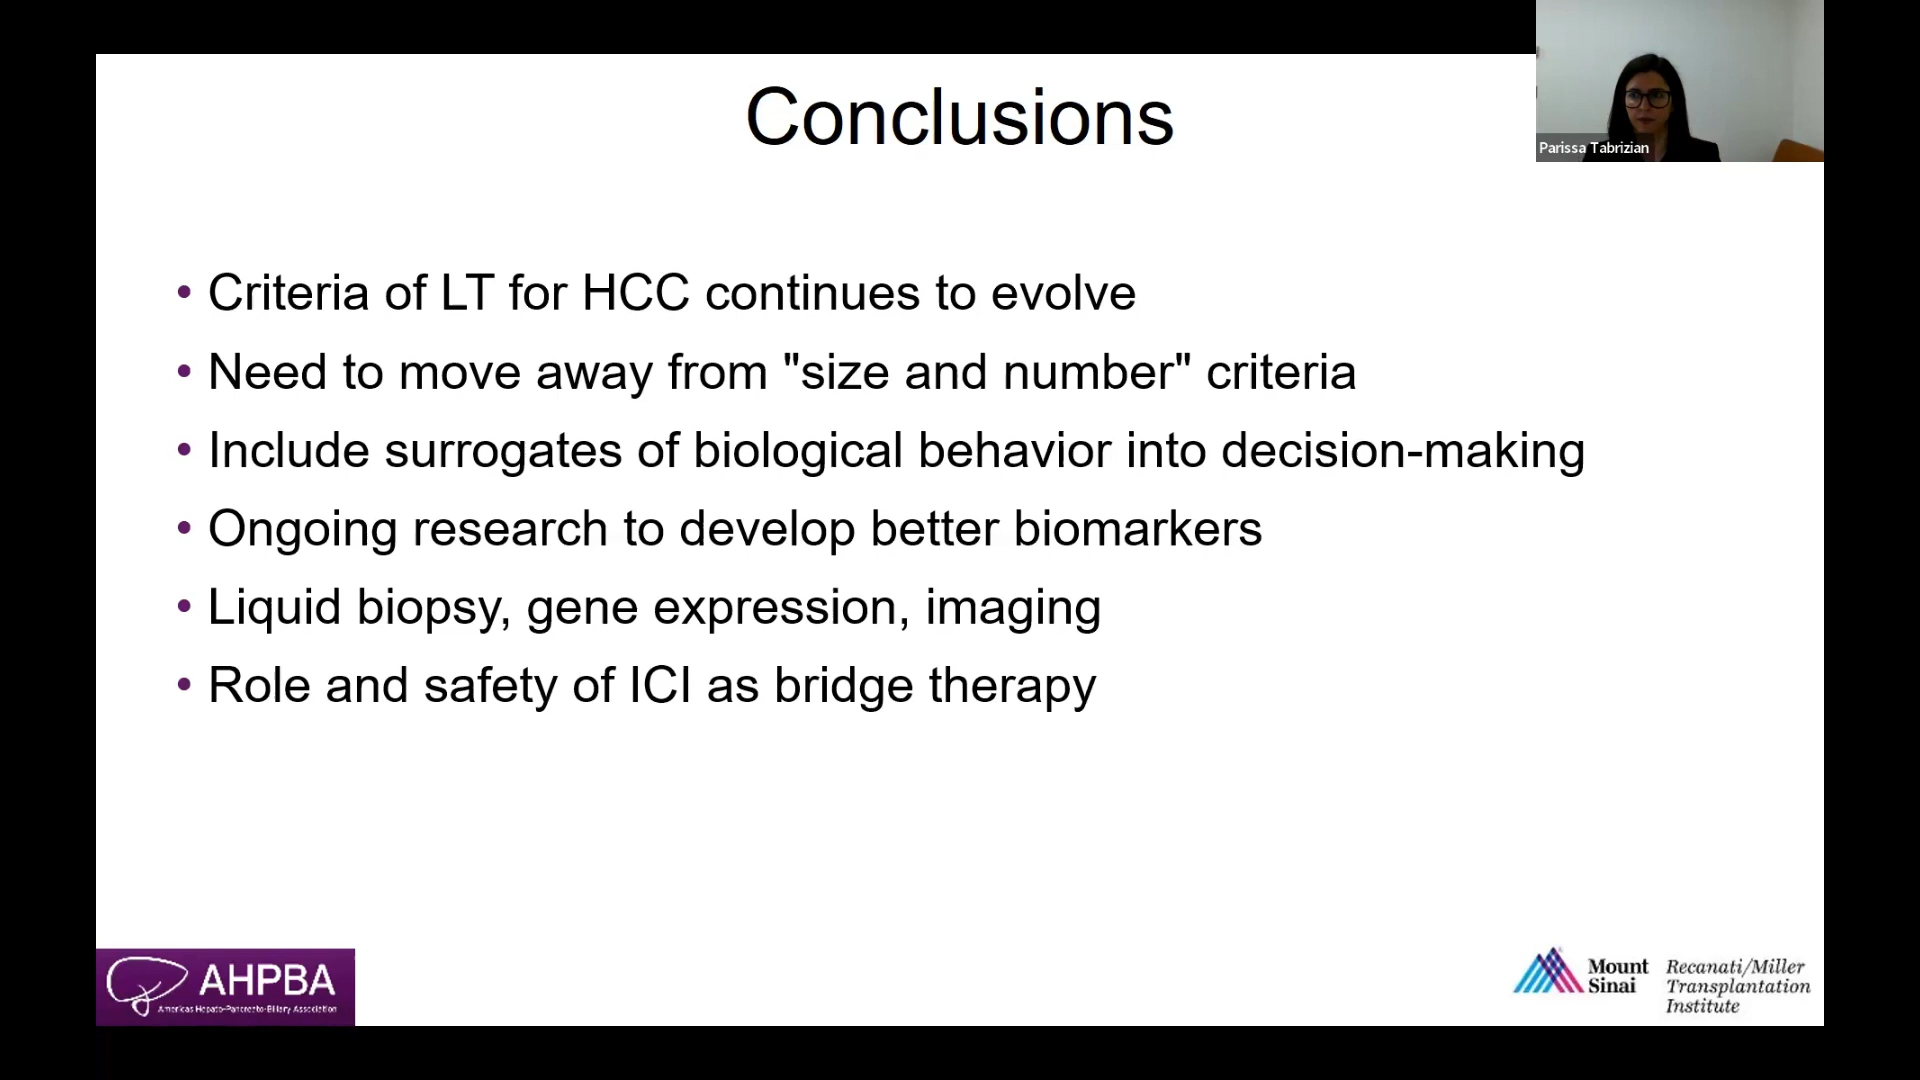 Conclusions
Parissa Tabrizian
• Criteria of LT for HCC continues to evolve
• Need to move away from "size and number" criteria
• Include surrogates of biological behavior into decision-making
• Ongoing research to develop better biomarkers
• Liquid biopsy, gene expression, imaging
• Role and safety of ICI as bridge therapy
AHPBA
Americas Hepato-Pancreato-Biliary Association
Mount
Sinai
Recanati/Miller
Transplantation
Institute